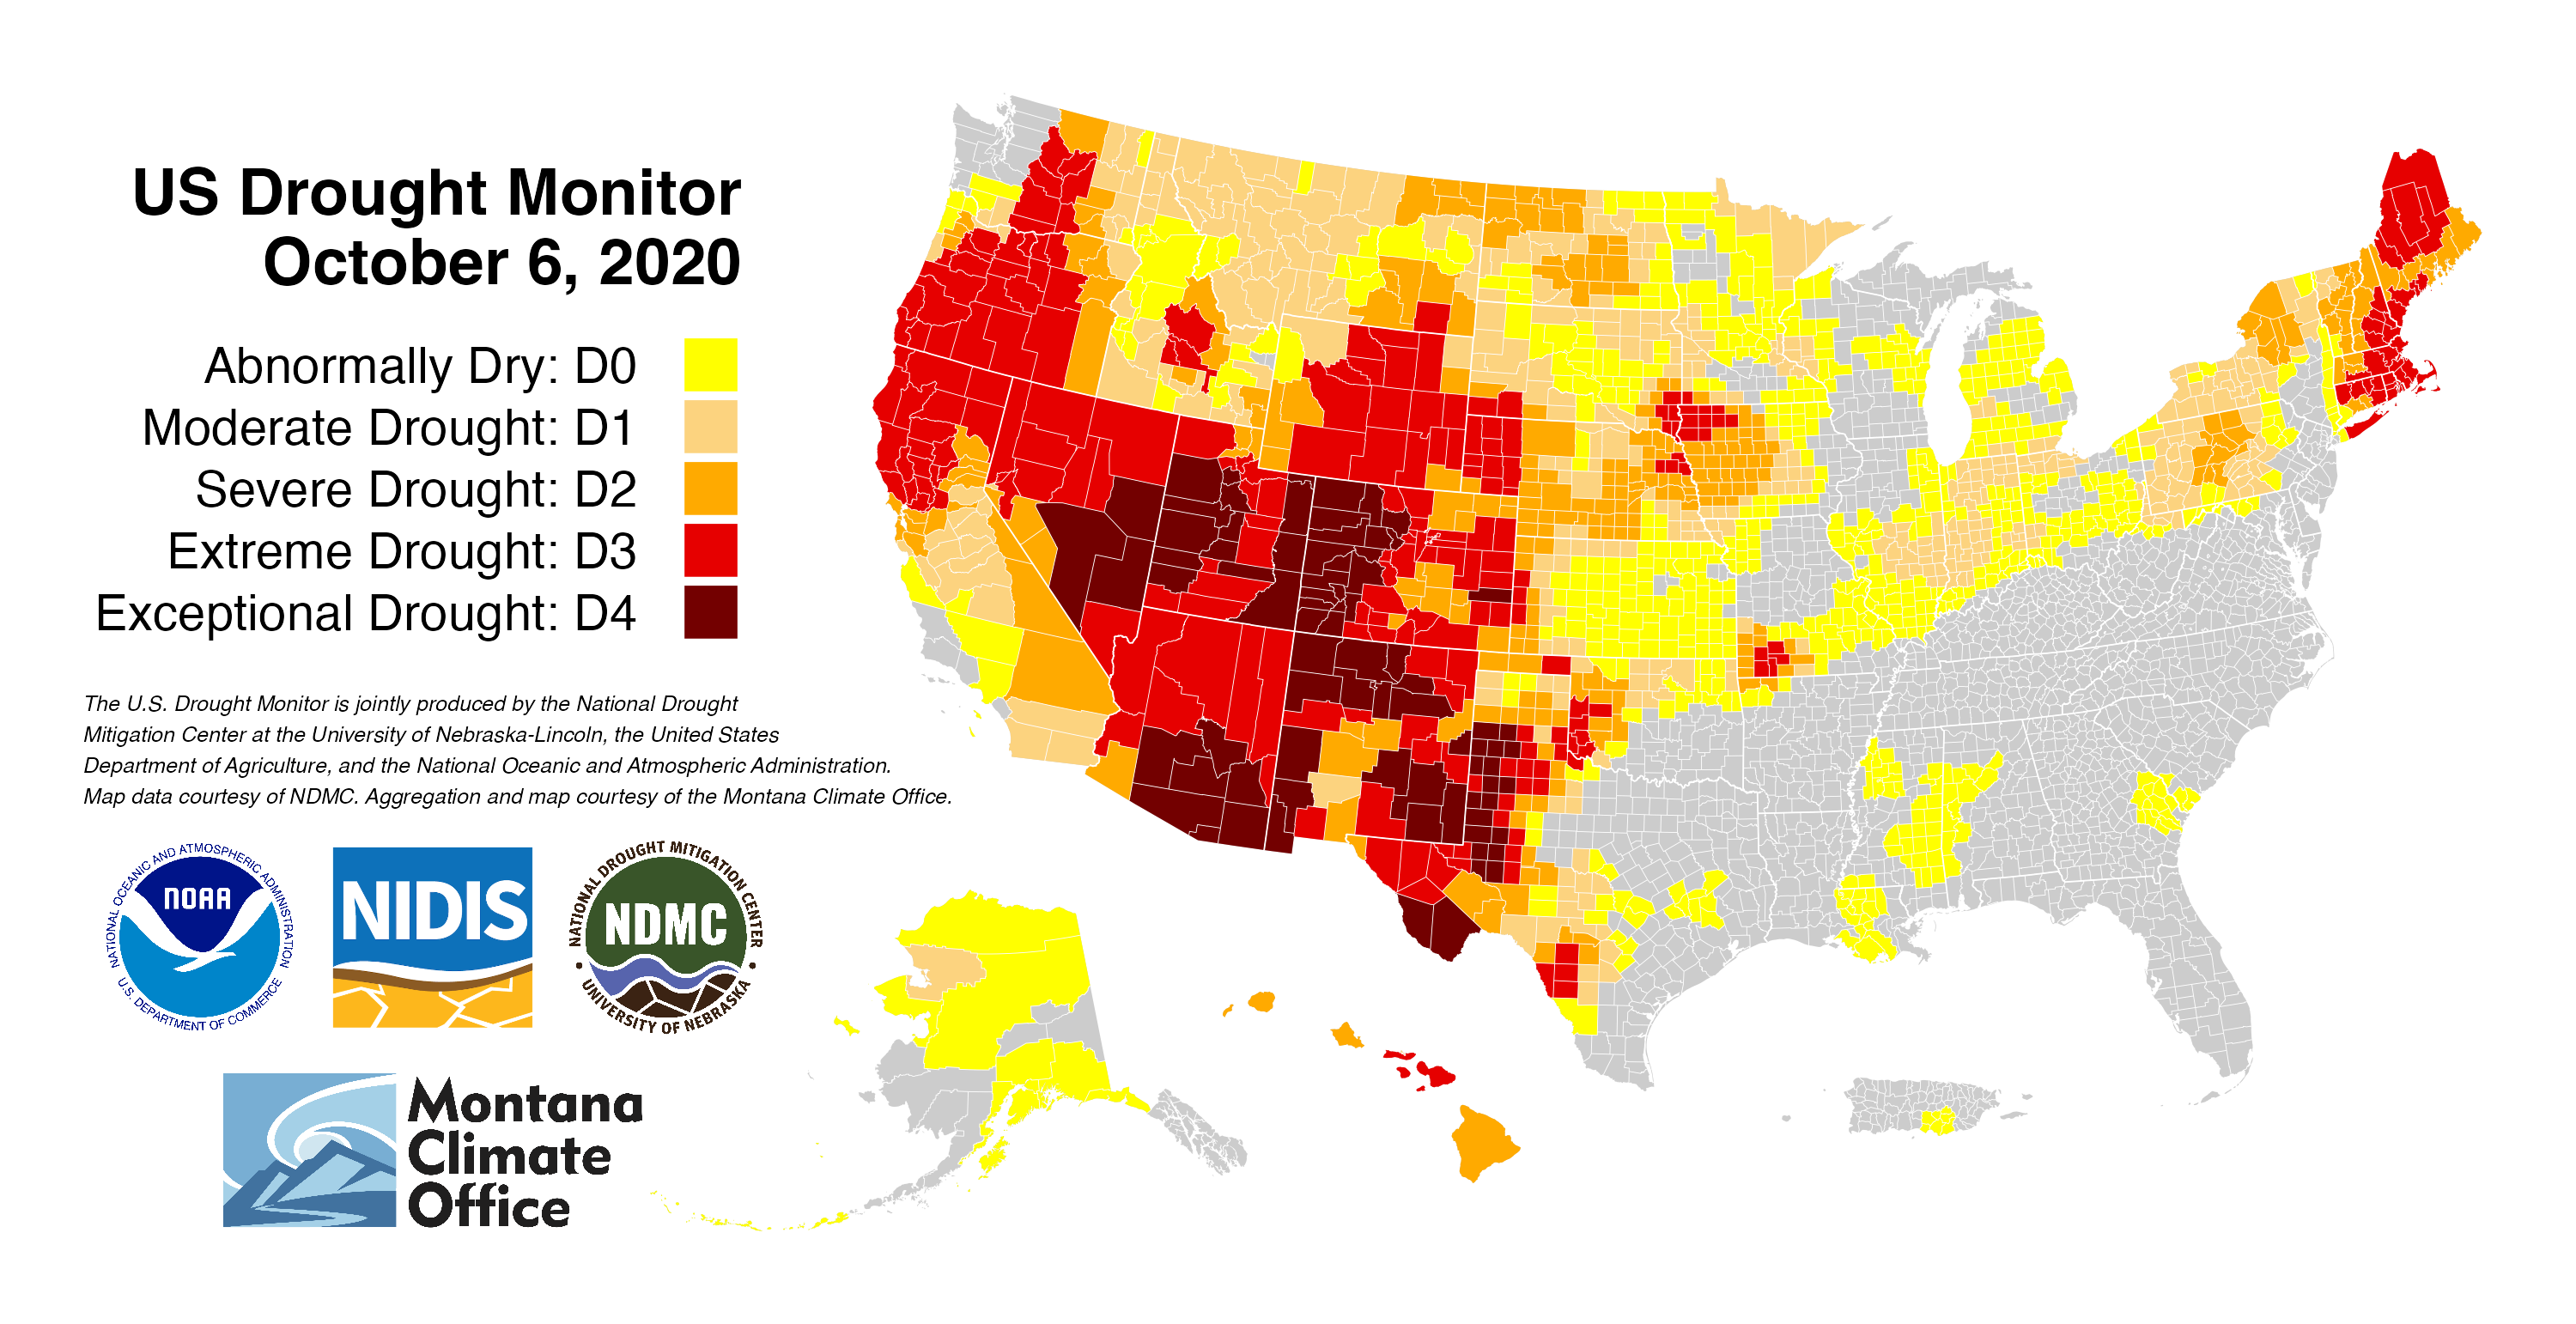 US Drought Monitor
October 6, 2020
Abnormally Dry: D0
Moderate Drought: D1
Severe Drought: D2
Extreme Drought: D3
Exceptional Drought: D4
The U.S. Drought Monitor is jointly produced by the National Drought
Mitigation Center at the University of Nebraska-Lincoln, the United States
Department of Agriculture, and the National Oceanic and Atmospheric Administration.
Map data courtesy of NDMC. Aggregation and map courtesy of the Montana Climate Office.
NATIONAL OCEANIC AND ATMOSPHERIC ADMINISTRATION
NOAA
U.S. DEPARTMENT OF COMMERCE
NIDIS
NATIONAL DROUGHT MITIGATION CENTER
NDMC
UNIVERSITY OF NEBRASKA
Montana
Climate
Office